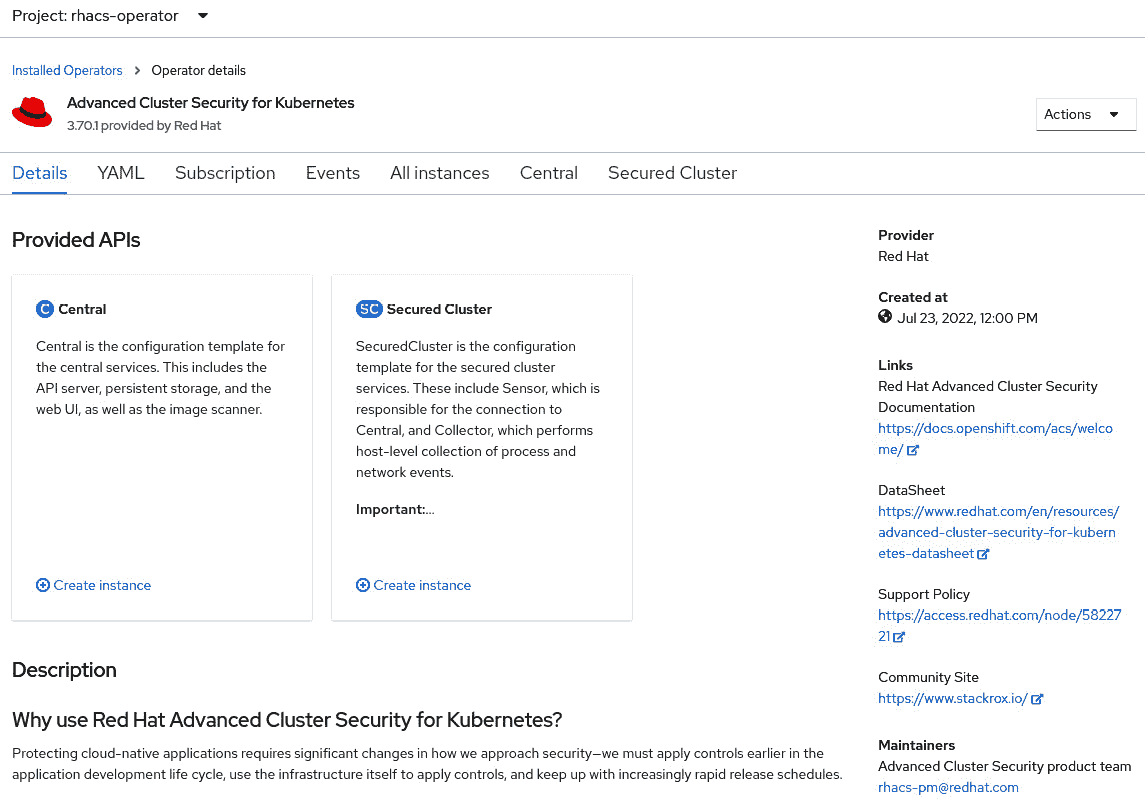 Project: rhacs-operator
Installed Operators
Operator details
Advanced Cluster Security for Kubernetes
3.70.1 provided by Red Hat
Actions
Details YAML Subscription Events All instances Central Secured Cluster
Provided APIs
C Central
Central is the configuration template for
the central services. This includes the
API server, persistent storage, and the
web UI, as well as the image scanner.
Create instance
SC Secured Cluster
SecuredCluster is the configuration
template for the secured cluster
services. These include Sensor, which is
responsible for the connection to
Central, and Collector, which performs
host-level collection of process and
network events.
Important:...
Create instance
Description
Why use Red Hat Advanced Cluster Security for Kubernetes?
Protecting cloud-native applications requires significant changes in how we approach security—we must apply controls earlier in the
application development life cycle, use the infrastructure itself to apply controls, and keep up with increasingly rapid release schedules.
Provider
Red Hat
Created at
Jul 23, 2022, 12:00 PM
Links
Red Hat Advanced Cluster Security
Documentation
https://docs.openshift.com/acs/welco
me/
DataSheet
https://www.redhat.com/en/resources/
advanced-cluster-security-for-kubern
etes-datasheet
Support Policy
https://access.redhat.com/node/58227
21
Community Site
https://www.stackrox.io/
Maintainers
Advanced Cluster Security product team
rhacs-pm@redhat.com